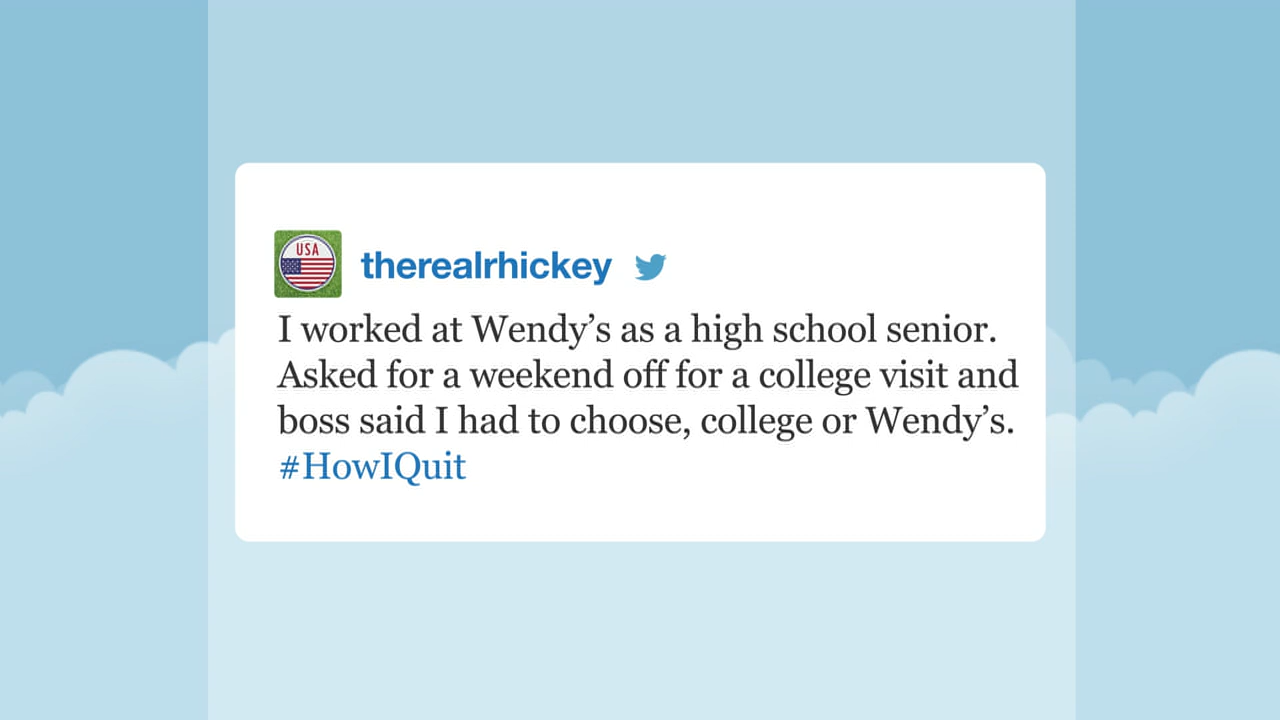 USA
therealrhickey
I worked at Wendy’s as a high school senior.
Asked for a weekend off for a college visit and
boss said I had to choose, college or Wendy’s.
#HowIQuit